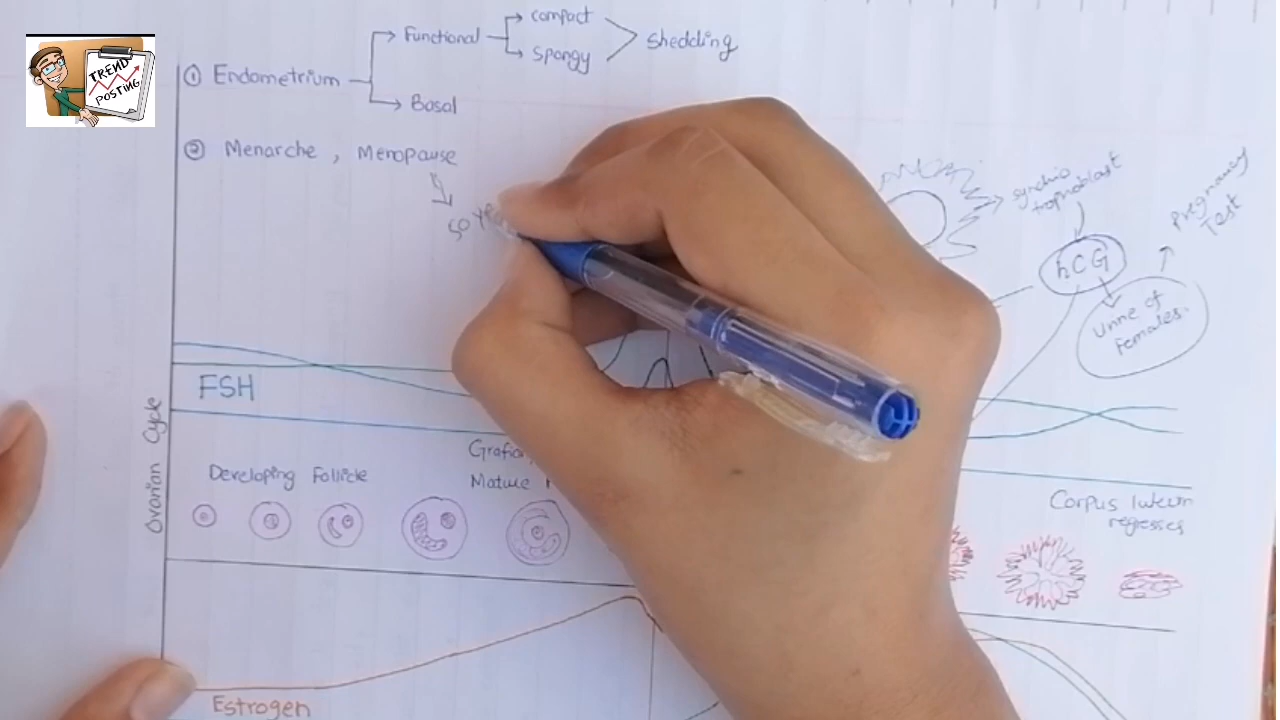 TREND
POSTING
① Endometrium
Functional
compact
spongy
shedding
Basal
② Menarche , Menopause
50
trophoblast
hCG
Pregnancy
Test
Urine of
Females.
FSH
Ovarian Cycle
Developing Follicle
Mature
Corpus luteum
regresses
Estrogen